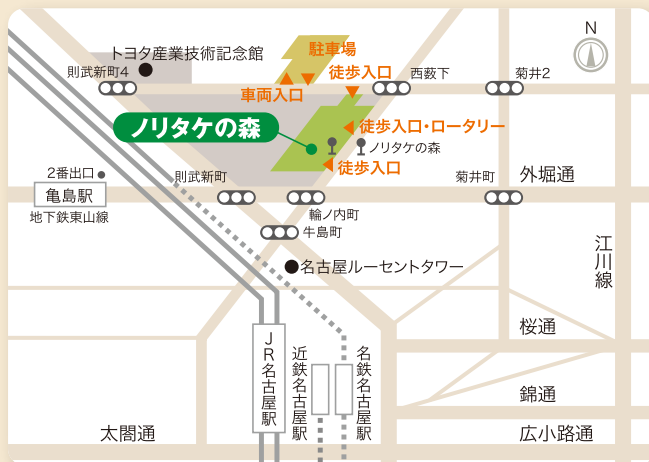 N
トヨタ産業技術記念館
駐車場
則武新町4
徒歩入口
西薮下
菊井2
車両入口
ノリタケの森
徒歩入口・ロータリー
ノリタケの森
徒歩入口
2番出口
亀島駅
地下鉄東山線
則武新町
菊井町
外堀通
輪ノ内町
牛島町
江川線
名古屋ルーセントタワー
桜通
JR名古屋駅
近鉄名古屋駅
名鉄名古屋駅
錦通
太閤通
広小路通